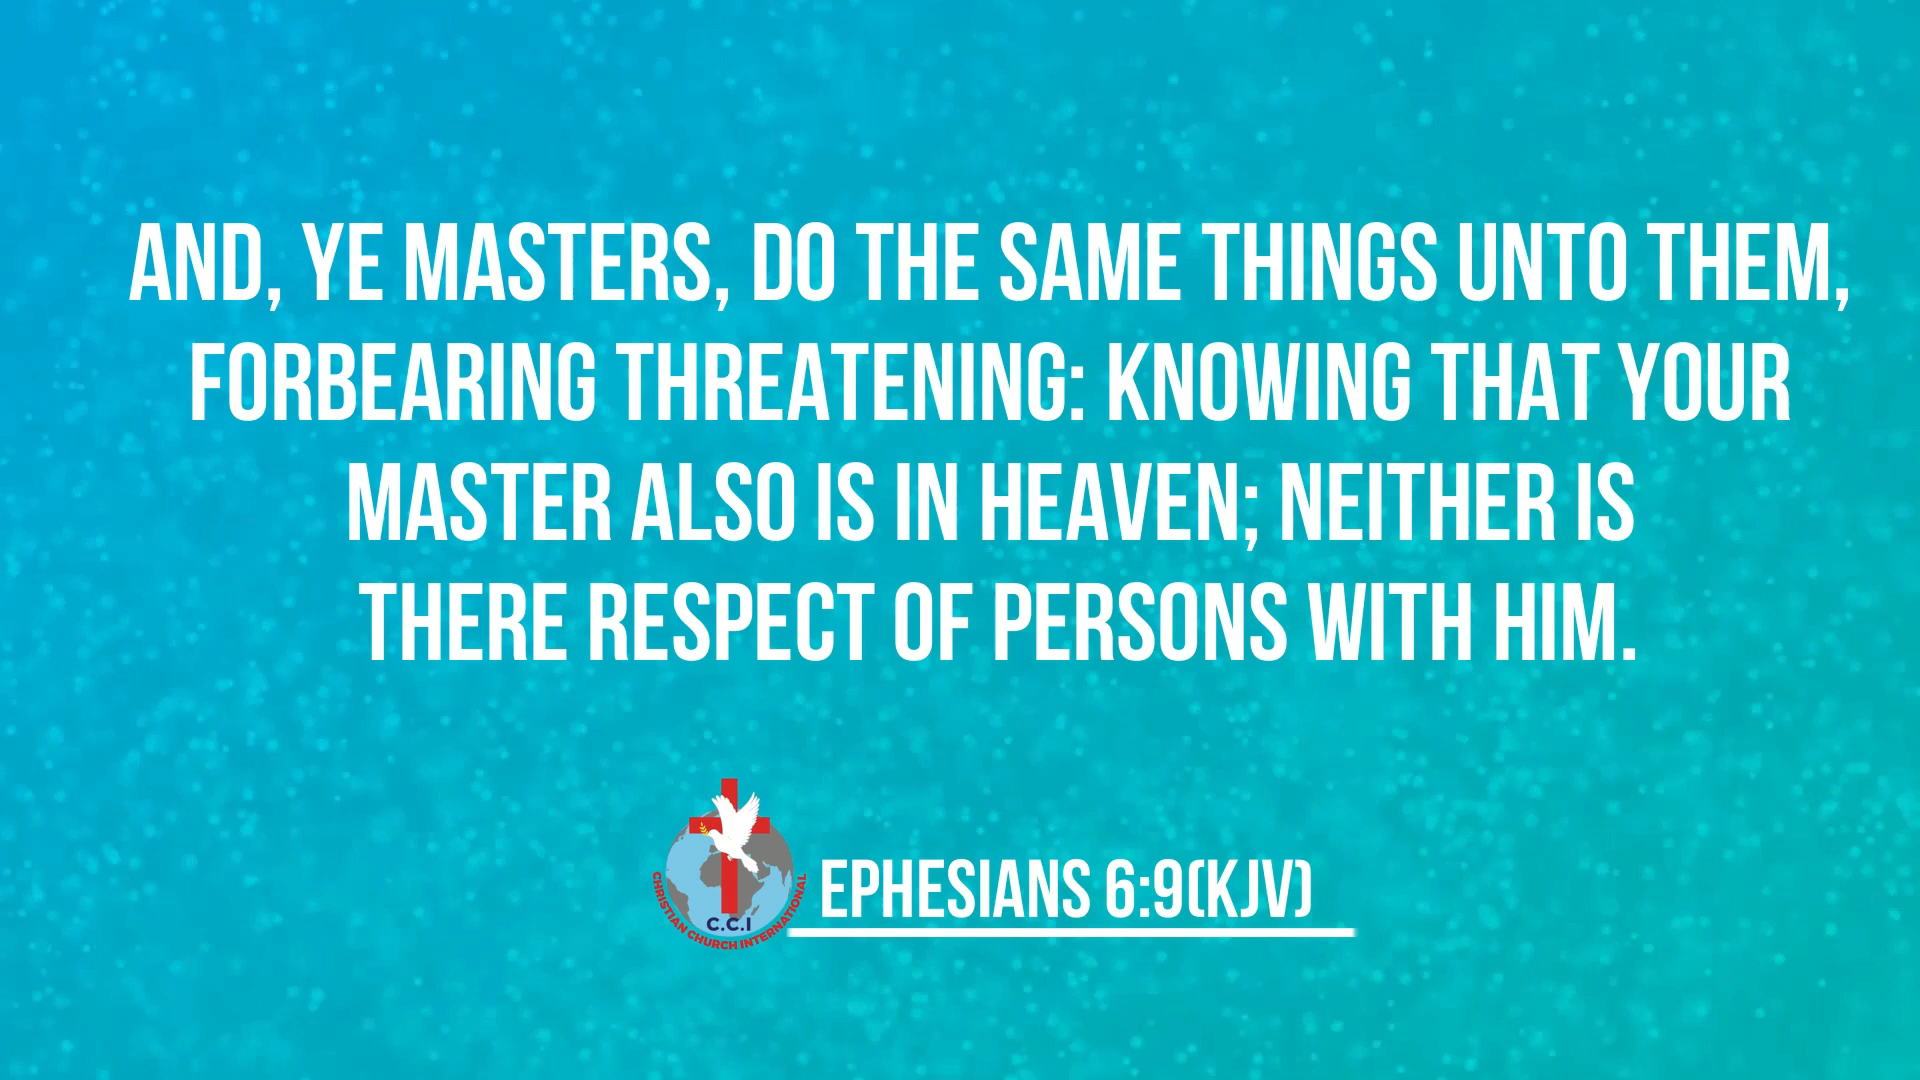 AND, YE MASTERS, DO THE SAME THINGS UNTO THEM,
FORBEARING THREATENING: KNOWING THAT YOUR
MASTER ALSO IS IN HEAVEN; NEITHER IS
THERE RESPECT OF PERSONS WITH HIM.
C.C.I
CHRISTIAN CHURCH INTERNATIONAL
EPHESIANS 6:9(KJV)